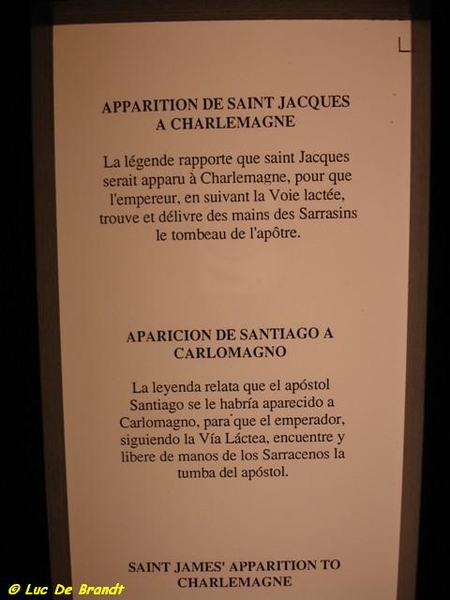 APPARITION DE SAINT JACQUES
A CHARLEMAGNE
La légende rapporte que saint Jacques
serait apparu à Charlemagne, pour que
l'empereur, en suivant la Voie lactée,
trouve et délivre des mains des Sarrasins
le tombeau de l'apôtre.
APARICION DE SANTIAGO A
CARLOMAGNO
La leyenda relata que el apóstol
Santiago se le habría aparecido a
Carlomagno, para que el emperador,
siguiendo la Vía Láctea, encuentre y
libere de manos de los Sarracenos la
tumba del apóstol.
SAINT JAMES' APPARITION TO
CHARLEMAGNE
© Luc De Brandt